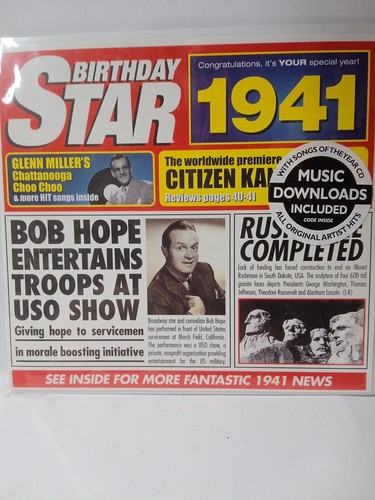 BIRTHDAY
STAR
Congratulations, it's YOUR special year!
1941
GLENN MILLER'S
Chattanooga
Choo Choo
& more HIT songs inside
The worldwide premiere
CITIZEN
Reviews pages 40-41
WITH SONGS OF THE YEAR CD
MUSIC
DOWNLOADS
INCLUDED
CODE INSIDE
ALL ORIGINAL ARTIST HITS
BOB HOPE
ENTERTAINS
TROOPS AT
USO SHOW
Giving hope to servicemen
in morale boosting initiative
Broadway star and comedian Bob Hope
has performed in front of United States
servicemen at March Field, California.
The performance was a USO show, a
private, nonprofit organization providing
entertainment for the US military.
COMPLETED
Lack of funding has forced construction to end on Mount
Rushmore in South Dakota, USA. The sculpture of four 60ft tall
granite faces depicts Presidents George Washington, Thomas
Jefferson, Theodore Roosevelt and Abraham Lincoln. (L-R)
SEE INSIDE FOR MORE FANTASTIC 1941 NEWS